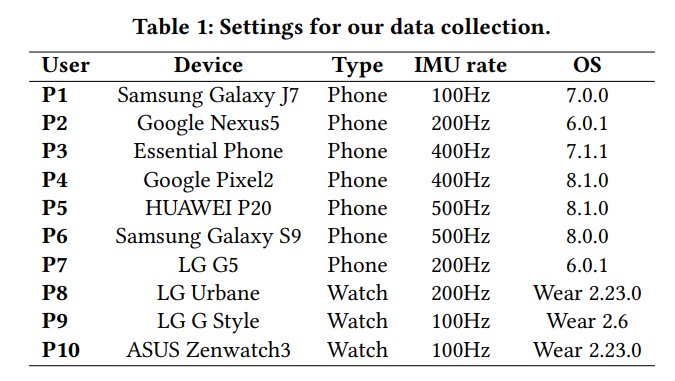 Table 1: Settings for our data collection.
User Device Type IMU rate OS
P1 Samsung Galaxy J7 Phone 100Hz 7.0.0
P2 Google Nexus5 Phone 200Hz 6.0.1
P3 Essential Phone Phone 400Hz 7.1.1
P4 Google Pixel2 Phone 400Hz 8.1.0
P5 HUAWEI P20 Phone 500Hz 8.1.0
P6 Samsung Galaxy S9 Phone 500Hz 8.0.0
P7 LG G5 Phone 200Hz 6.0.1
P8 LG Urbane Watch 200Hz Wear 2.23.0
P9 LG G Style Watch 100Hz Wear 2.6
P10 ASUS Zenwatch3 Watch 100Hz Wear 2.23.0